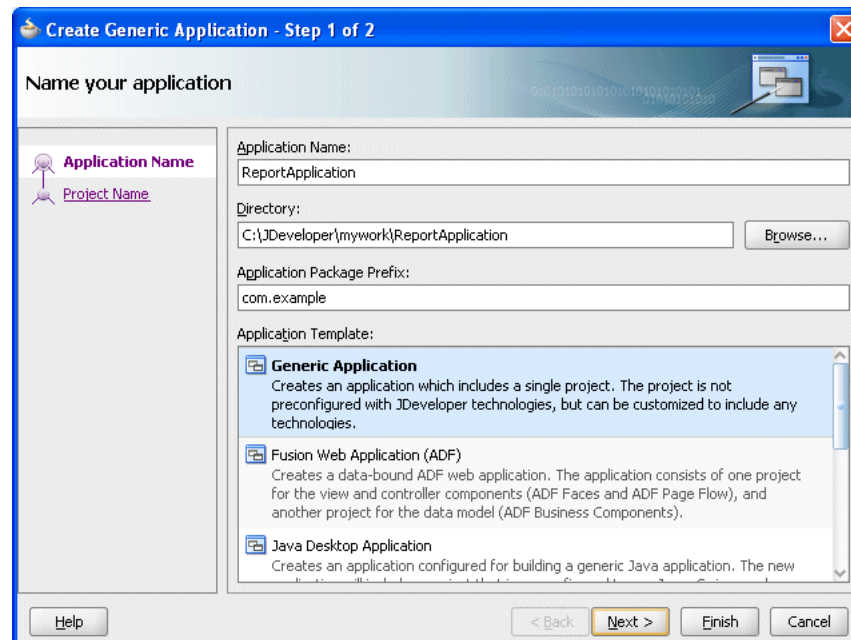 Create Generic Application - Step 1 of 2
Name your application
Application Name
Project Name
Application Name:
ReportApplication
Directory:
C:\JDeveloper\mywork\ReportApplication
Browse...
Application Package Prefix:
com.example
Application Template:
Generic Application
Creates an application which includes a single project. The project is not
preconfigured with JDeveloper technologies, but can be customized to include any
technologies.
Fusion Web Application (ADF)
Creates a data-bound ADF web application. The application consists of one project
for the view and controller components (ADF Faces and ADF Page Flow), and
another project for the data model (ADF Business Components).
Java Desktop Application
Creates an application configured for building a generic Java application. The new
Help
< Back
Next >
Finish
Cancel